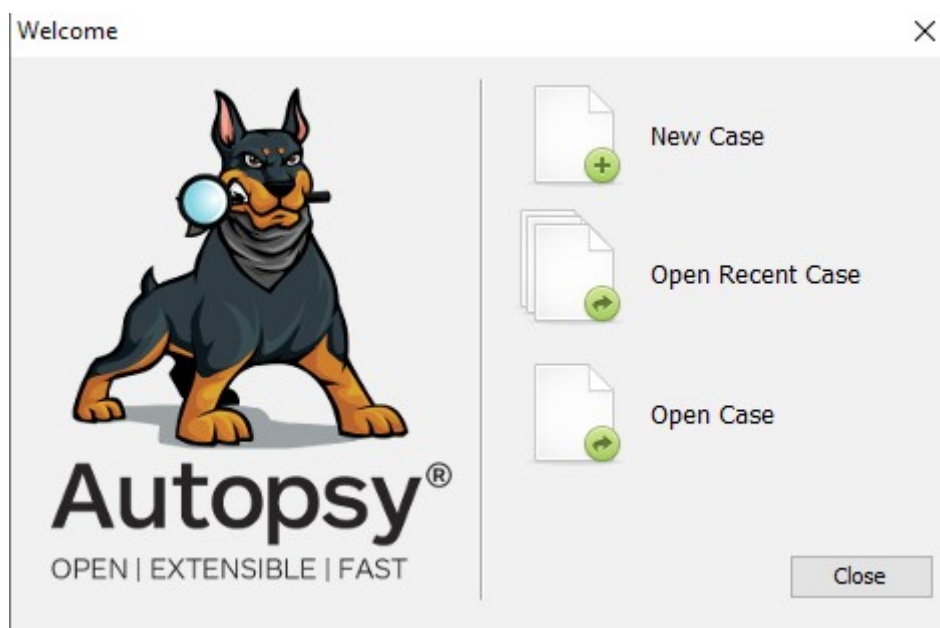 Welcome
New Case
Open Recent Case
Open Case
Autopsy®
OPEN | EXTENSIBLE | FAST
Close